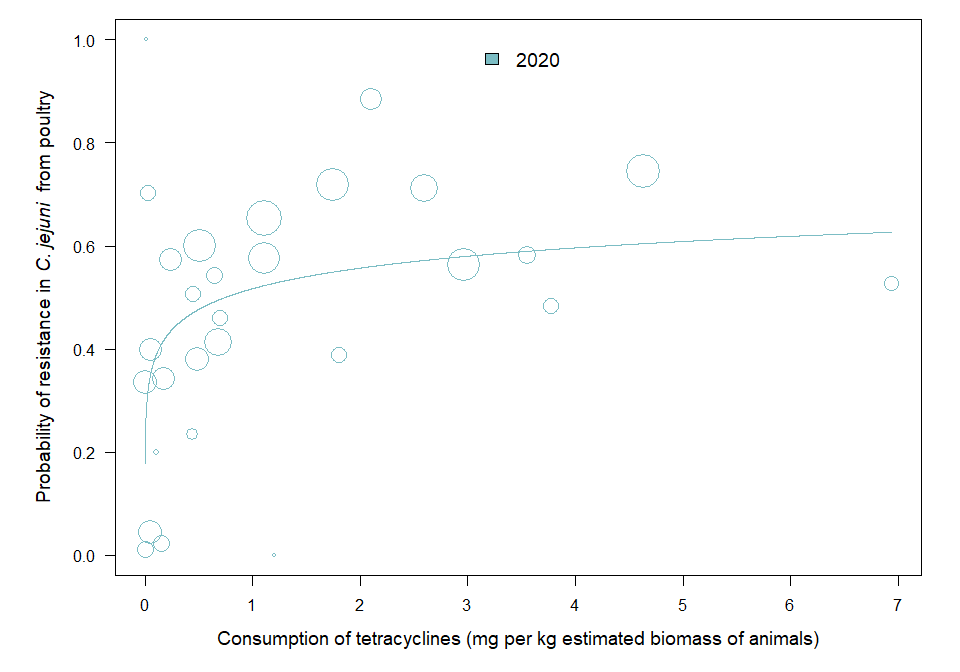 2020
Probability of resistance in C. jejuni from poultry
1.0
0.8
0.6
0.4
0.2
0.0
0 1 2 3 4 5 6 7
Consumption of tetracyclines (mg per kg estimated biomass of animals)